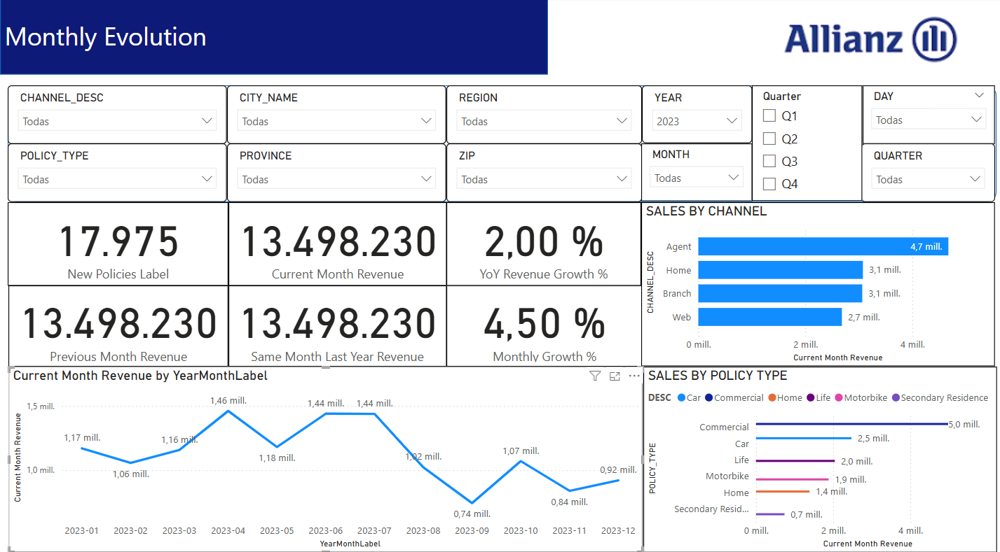 Monthly Evolution
Allianz
CHANNEL_DESC
Todas
CITY_NAME
Todas
REGION
Todas
YEAR
2023
Quarter
Q1
Q2
Q3
Q4
DAY
Todas
POLICY_TYPE
Todas
PROVINCE
Todas
ZIP
Todas
MONTH
Todas
QUARTER
Todas
17.975
New Policies Label
13.498.230
Current Month Revenue
2,00 %
YoY Revenue Growth %
13.498.230
Previous Month Revenue
13.498.230
Same Month Last Year Revenue
4,50 %
Monthly Growth %
SALES BY CHANNEL
CHANNEL_DESC
Agent 4,7 mill.
Home 3,1 mill.
Branch 3,1 mill.
Web 2,7 mill.
0 mill. 2 mill. 4 mill.
Current Month Revenue
Current Month Revenue by YearMonthLabel
Current Month Revenue
1,5 mill.
1,0 mill.
1,17 mill.
1,06 mill.
1,16 mill.
1,46 mill.
1,18 mill.
1,44 mill.
1,44 mill.
1,02 mill.
0,74 mill.
1,07 mill.
0,84 mill.
0,92 mill.
2023-01 2023-02 2023-03 2023-04 2023-05 2023-06 2023-07 2023-08 2023-09 2023-10 2023-11 2023-12
YearMonthLabel
SALES BY POLICY TYPE
DESC Car Commercial Home Life Motorbike Secondary Residence
POLICY_TYPE
Commercial 5,0 mill.
Car 2,5 mill.
Life 2,0 mill.
Motorbike 1,9 mill.
Home 1,4 mill.
Secondary Resid... 0,7 mill.
0 mill. 2 mill. 4 mill.
Current Month Revenue